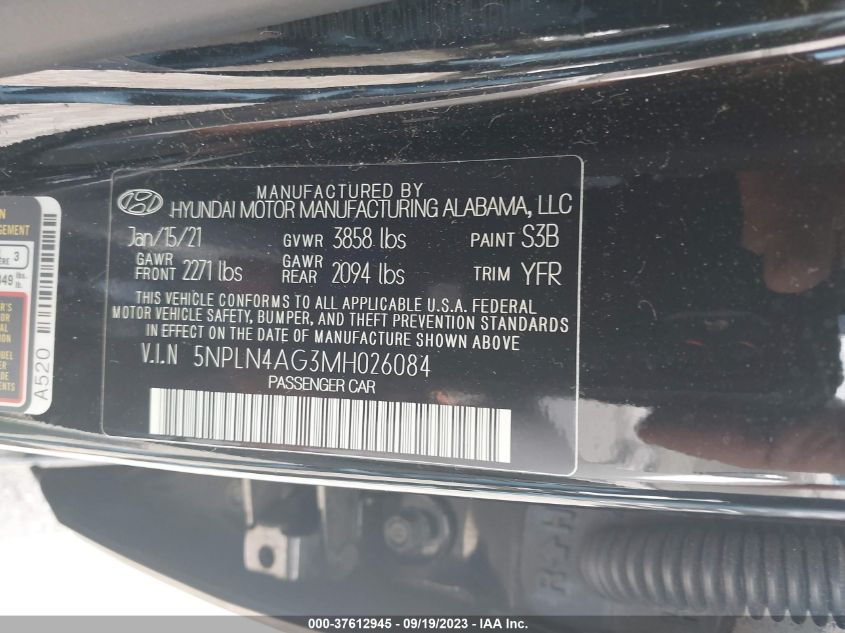 MANUFACTURED BY
HYUNDAI MOTOR MANUFACTURING ALABAMA, LLC
Jan/15/21 GVWR 3858 lbs PAINT S3B
GAWR FRONT 2271 lbs GAWR REAR 2094 lbs TRIM YFR
THIS VEHICLE CONFORMS TO ALL APPLICABLE U.S.A. FEDERAL
MOTOR VEHICLE SAFETY, BUMPER, AND THEFT PREVENTION STANDARDS
IN EFFECT ON THE DATE OF MANUFACTURE SHOWN ABOVE
V.I.N 5NPLN4AG3MH026084
PASSENGER CAR
3
lbs.
A520
000-37612945 - 09/19/2023 - IAA Inc.